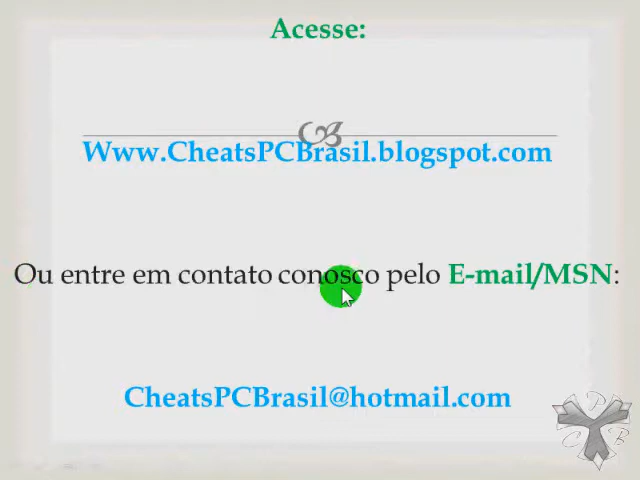 Acesse:
Www.CheatsPCBrasil.blogspot.com
Ou entre em contato conosco pelo E-mail/MSN:
CheatsPCBrasil@hotmail.com
C P B